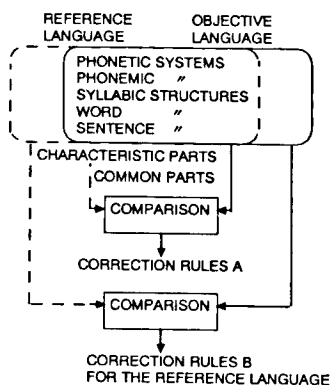 REFERENCE OBJECTIVE
LANGUAGE LANGUAGE
PHONETIC SYSTEMS
PHONEMIC "
SYLLABIC STRUCTURES
WORD "
SENTENCE "
CHARACTERISTIC PARTS
COMMON PARTS
COMPARISON
CORRECTION RULES A
COMPARISON
CORRECTION RULES B
FOR THE REFERENCE LANGUAGE